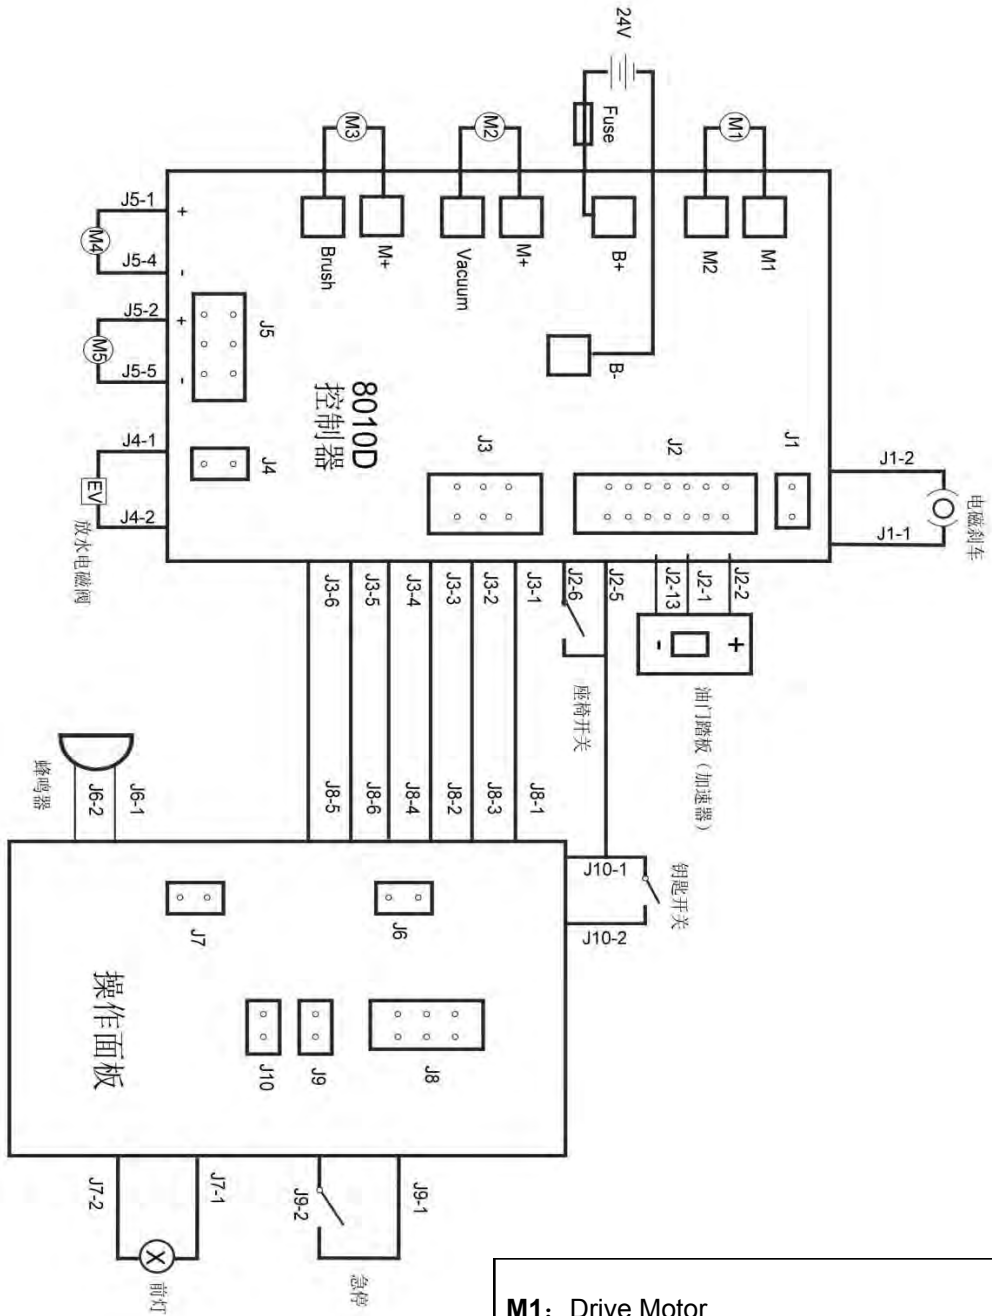 24V
Fuse
M3
M2
M1
Brush
M+
Vacuum
M+
B+
M2
M1
B-
J5-1
+
M4
J5-4
-
J5-2
+
M5
J5-5
-
J4-1
EV
J4-2
放水电磁阀
J5
J4
8010D
控制器
J3
J2
J1
J1-2
J1-1
电磁刹车
J3-6
J3-5
J3-4
J3-3
J3-2
J3-1
J2-6
J2-5
J2-13
J2-1
J2-2
- +
座椅开关
油门踏板（加速器）
蜂鸣器
J6-2
J6-1
J8-5
J8-6
J8-4
J8-2
J8-3
J8-1
J10-1
J10-2
钥匙开关
J7
J6
操作面板
J10
J9
J8
J7-2
J7-1
X
前灯
J9-2
J9-1
急停
M1：Drive Motor